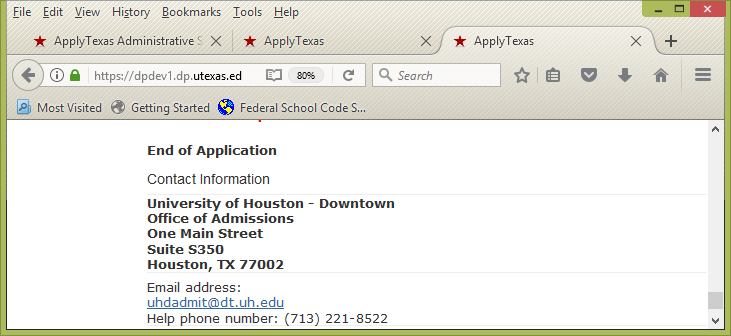 File Edit View History Bookmarks Tools Help
ApplyTexas Administrative S ApplyTexas ApplyTexas
https://dpdev1.dp.utexas.ed 80% Search
Most Visited Getting Started Federal School Code S...
End of Application
Contact Information
University of Houston - Downtown
Office of Admissions
One Main Street
Suite S350
Houston, TX 77002
Email address:
uhdadmit@dt.uh.edu
Help phone number: (713) 221-8522